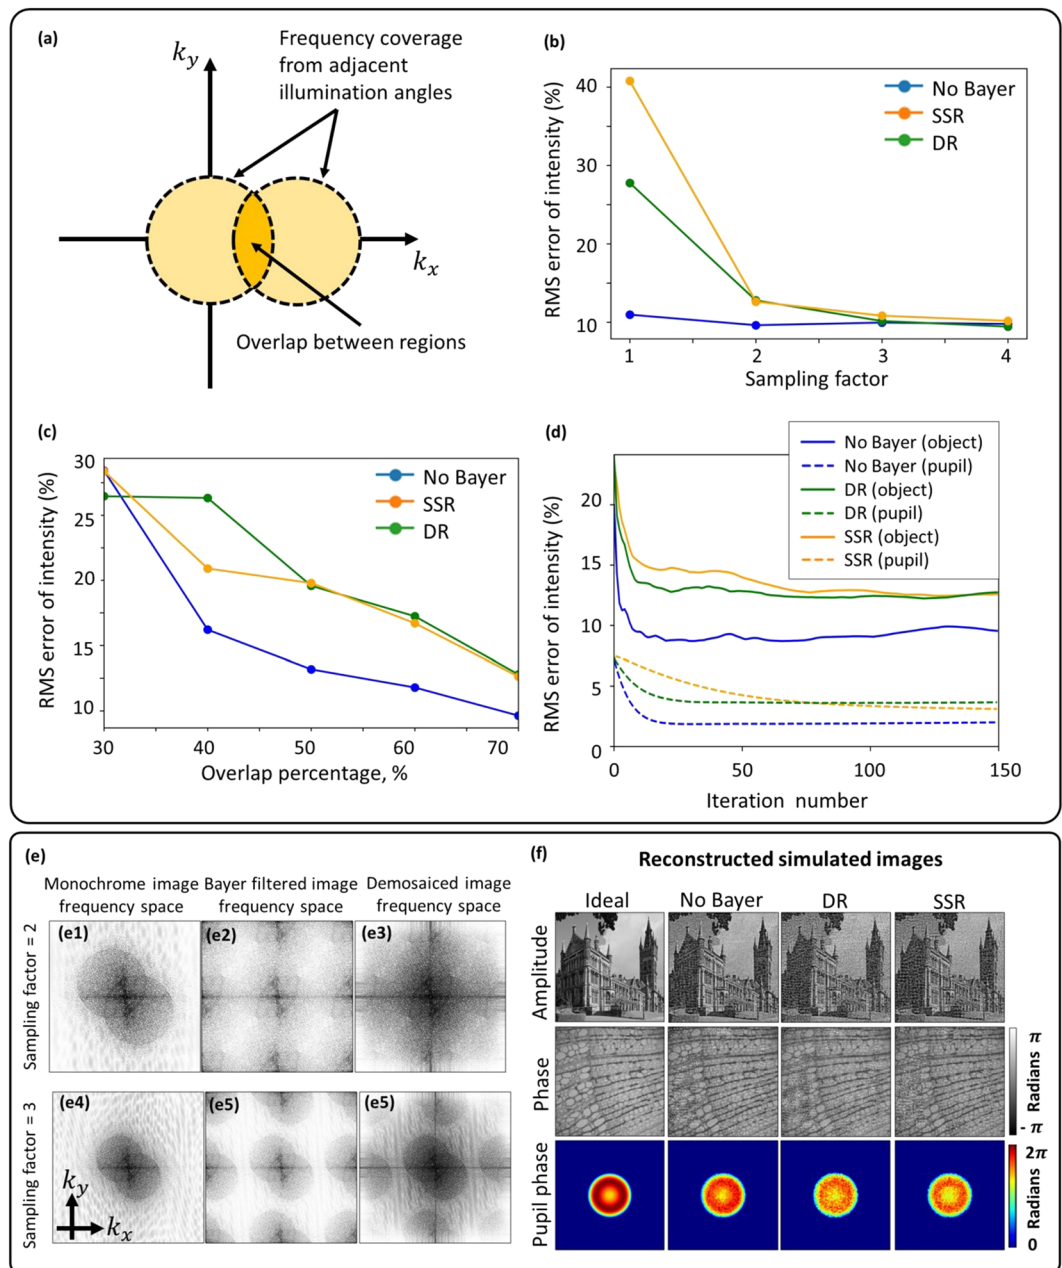 (a)
Frequency coverage
from adjacent
illumination angles
k_y
k_x
Overlap between regions
(b)
RMS error of intensity (%)
40
30
20
10
No Bayer
SSR
DR
1 2 3 4
Sampling factor
(c)
RMS error of intensity (%)
30
25
20
15
10
No Bayer
SSR
DR
30 40 50 60 70
Overlap percentage, %
(d)
RMS error of intensity (%)
20
15
10
5
0
No Bayer (object)
No Bayer (pupil)
DR (object)
DR (pupil)
SSR (object)
SSR (pupil)
0 50 100 150
Iteration number
(e)
Monochrome image
frequency space
Bayer filtered image
frequency space
Demosaiced image
frequency space
Sampling factor = 2
(e1)
(e2)
(e3)
Sampling factor = 3
(e4)
(e5)
(e5)
k_y
k_x
(f)
Reconstructed simulated images
Ideal No Bayer DR SSR
Amplitude
Phase
π
Radians
- π
Pupil phase
2π
Radians
0